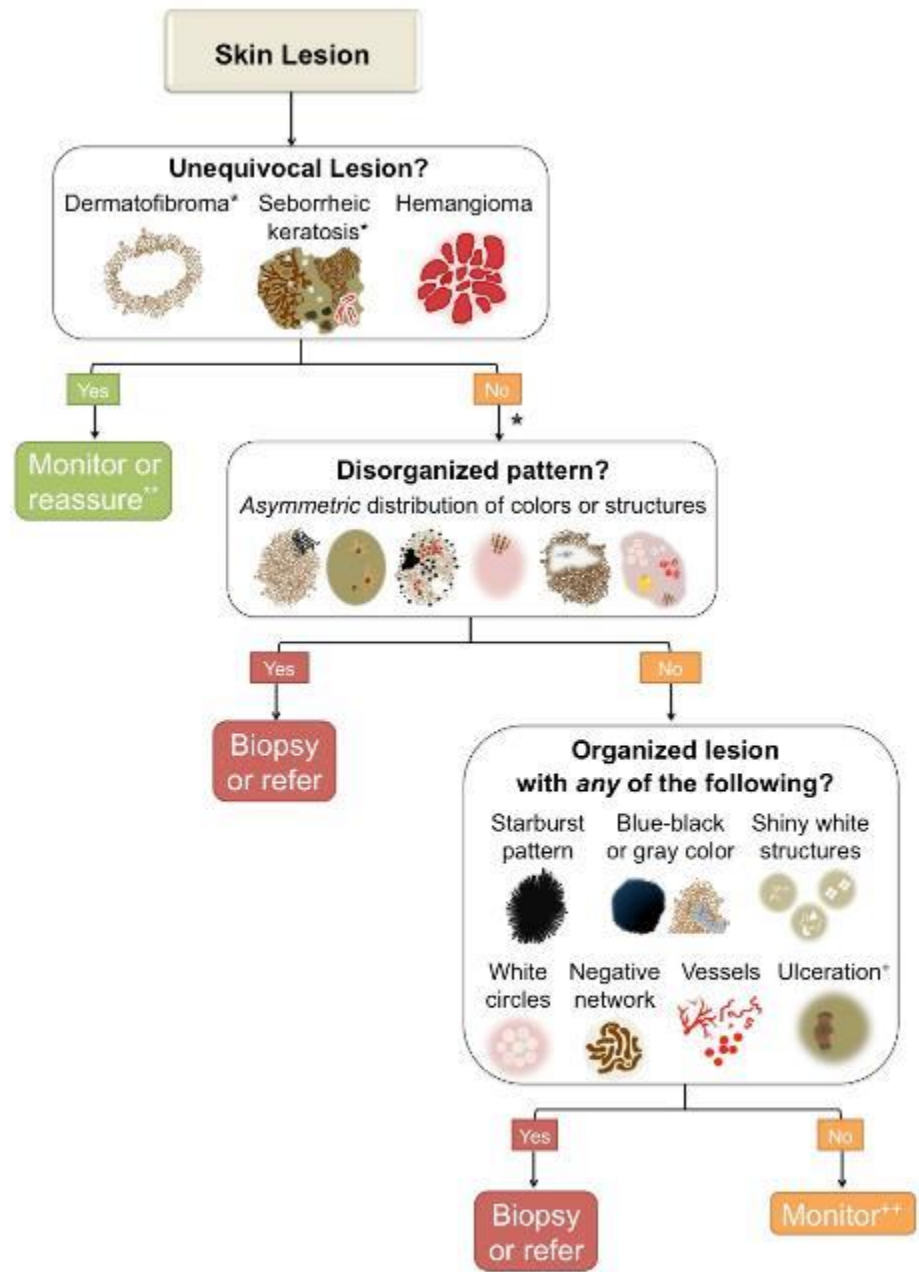 Skin Lesion
Unequivocal Lesion?
Dermatofibroma*
Seborrheic
keratosis*
Hemangioma
Yes
No
*
Monitor or
reassure**
Disorganized pattern?
Asymmetric distribution of colors or structures
Yes
No
Biopsy
or refer
Organized lesion
with any of the following?
Starburst
pattern
Blue-black
or gray color
Shiny white
structures
White
circles
Negative
network
Vessels
Ulceration+
Yes
No
Biopsy
or refer
Monitor++